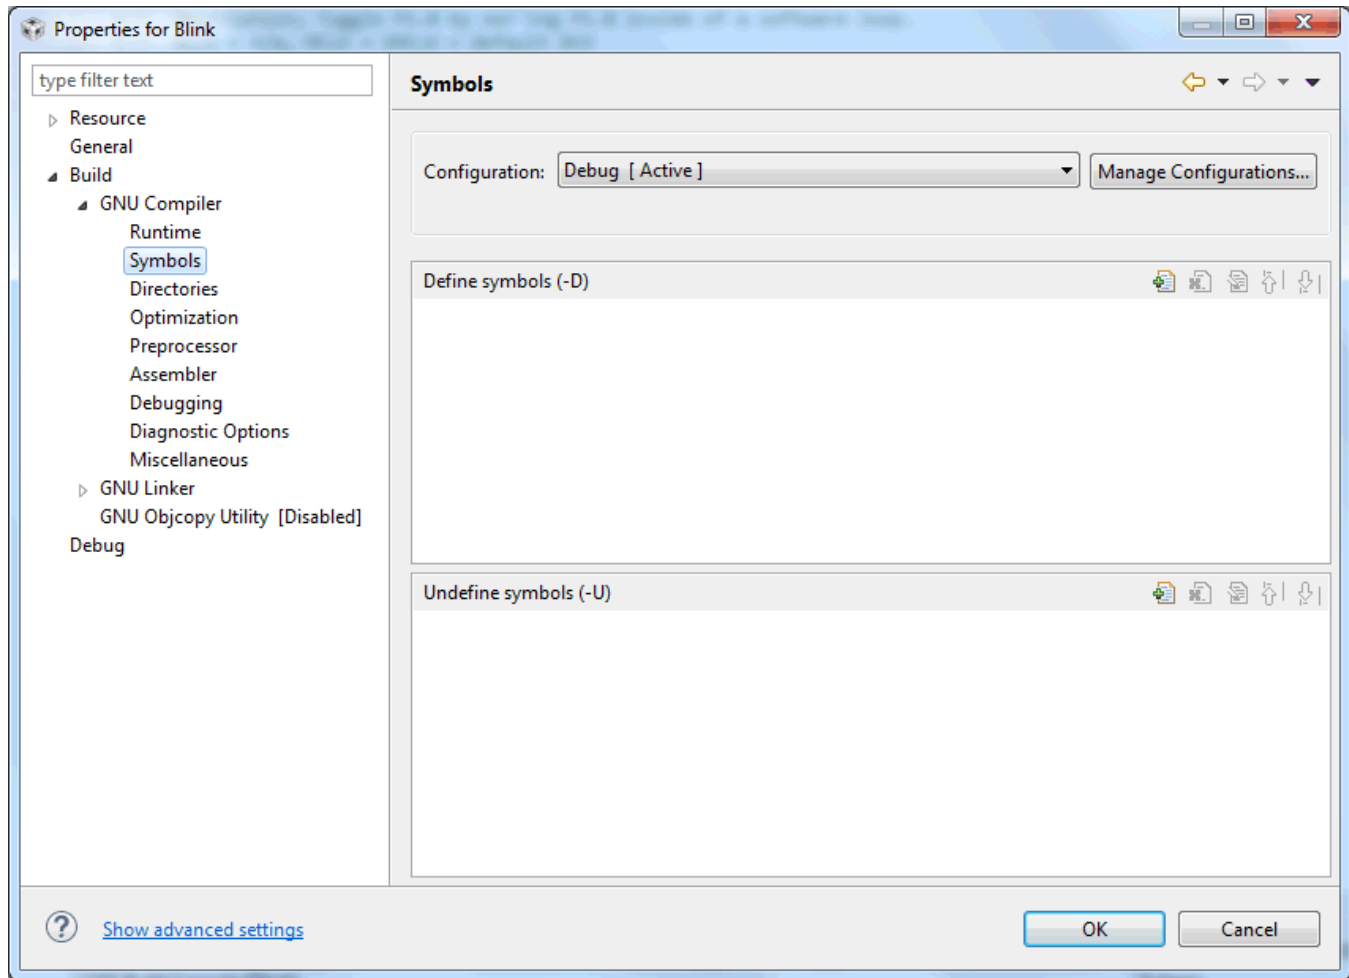 Properties for Blink
type filter text
Resource
General
Build
GNU Compiler
Runtime
Symbols
Directories
Optimization
Preprocessor
Assembler
Debugging
Diagnostic Options
Miscellaneous
GNU Linker
GNU Objcopy Utility [Disabled]
Debug
Symbols
Configuration: Debug [ Active ] Manage Configurations...
Define symbols (-D)
Undefine symbols (-U)
Show advanced settings
OK Cancel